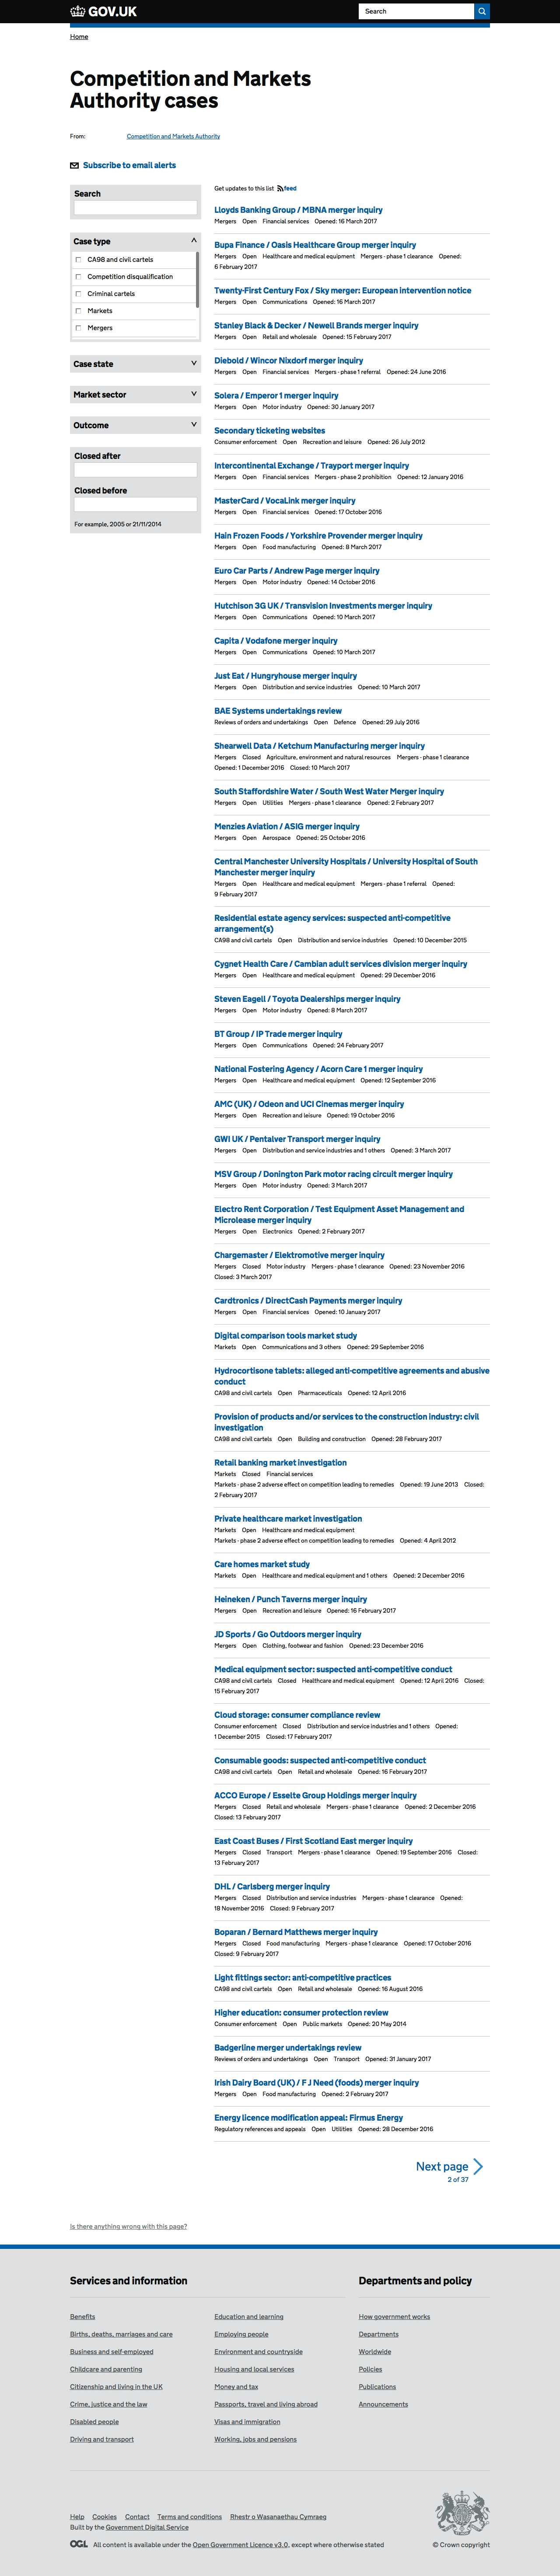 GOV.UK
Search
Home
Competition and Markets
Authority cases
From: Competition and Markets Authority
Subscribe to email alerts
Search
Case type
CA98 and civil cartels
Competition disqualification
Criminal cartels
Markets
Mergers
Case state
Market sector
Outcome
Closed after
Closed before
For example, 2005 or 21/11/2014
Get updates to this list feed
Lloyds Banking Group / MBNA merger inquiry
Mergers Open Financial services Opened: 16 March 2017
Bupa Finance / Oasis Healthcare Group merger inquiry
Mergers Open Healthcare and medical equipment Mergers - phase 1 clearance Opened:
6 February 2017
Twenty-First Century Fox / Sky merger: European intervention notice
Mergers Open Communications Opened: 16 March 2017
Stanley Black & Decker / Newell Brands merger inquiry
Mergers Open Retail and wholesale Opened: 15 February 2017
Diebold / Wincor Nixdorf merger inquiry
Mergers Open Financial services Mergers - phase 1 referral Opened: 24 June 2016
Solera / Emperor 1 merger inquiry
Mergers Open Motor industry Opened: 30 January 2017
Secondary ticketing websites
Consumer enforcement Open Recreation and leisure Opened: 26 July 2012
Intercontinental Exchange / Trayport merger inquiry
Mergers Open Financial services Mergers - phase 2 prohibition Opened: 12 January 2016
MasterCard / VocaLink merger inquiry
Mergers Open Financial services Opened: 17 October 2016
Hain Frozen Foods / Yorkshire Provender merger inquiry
Mergers Open Food manufacturing Opened: 8 March 2017
Euro Car Parts / Andrew Page merger inquiry
Mergers Open Motor industry Opened: 14 October 2016
Hutchison 3G UK / Transvision Investments merger inquiry
Mergers Open Communications Opened: 10 March 2017
Capita / Vodafone merger inquiry
Mergers Open Communications Opened: 10 March 2017
Just Eat / Hungryhouse merger inquiry
Mergers Open Distribution and service industries Opened: 10 March 2017
BAE Systems undertakings review
Reviews of orders and undertakings Open Defence Opened: 29 July 2016
Shearwell Data / Ketchum Manufacturing merger inquiry
Mergers Closed Agriculture, environment and natural resources Mergers - phase 1 clearance
Opened: 1 December 2016 Closed: 10 March 2017
South Staffordshire Water / South West Water Merger inquiry
Mergers Open Utilities Mergers - phase 1 clearance Opened: 2 February 2017
Menzies Aviation / ASIG merger inquiry
Mergers Open Aerospace Opened: 25 October 2016
Central Manchester University Hospitals / University Hospital of South
Manchester merger inquiry
Mergers Open Healthcare and medical equipment Mergers - phase 1 referral Opened:
9 February 2017
Residential estate agency services: suspected anti-competitive
arrangement(s)
CA98 and civil cartels Open Distribution and service industries Opened: 10 December 2015
Cygnet Health Care / Cambian adult services division merger inquiry
Mergers Open Healthcare and medical equipment Opened: 29 December 2016
Steven Eagell / Toyota Dealerships merger inquiry
Mergers Open Motor industry Opened: 8 March 2017
BT Group / IP Trade merger inquiry
Mergers Open Communications Opened: 24 February 2017
National Fostering Agency / Acorn Care 1 merger inquiry
Mergers Open Healthcare and medical equipment Opened: 12 September 2016
AMC (UK) / Odeon and UCI Cinemas merger inquiry
Mergers Open Recreation and leisure Opened: 19 October 2016
GWI UK / Pentalver Transport merger inquiry
Mergers Open Distribution and service industries and 1 others Opened: 3 March 2017
MSV Group / Donington Park motor racing circuit merger inquiry
Mergers Open Motor industry Opened: 3 March 2017
Electro Rent Corporation / Test Equipment Asset Management and
Microlease merger inquiry
Mergers Open Electronics Opened: 2 February 2017
Chargemaster / Elektromotive merger inquiry
Mergers Closed Motor industry Mergers - phase 1 clearance Opened: 23 November 2016
Closed: 3 March 2017
Cardtronics / DirectCash Payments merger inquiry
Mergers Open Financial services Opened: 10 January 2017
Digital comparison tools market study
Markets Open Communications and 3 others Opened: 29 September 2016
Hydrocortisone tablets: alleged anti-competitive agreements and abusive
conduct
CA98 and civil cartels Open Pharmaceuticals Opened: 12 April 2016
Provision of products and/or services to the construction industry: civil
investigation
CA98 and civil cartels Open Building and construction Opened: 28 February 2017
Retail banking market investigation
Markets Closed Financial services
Markets - phase 2 adverse effect on competition leading to remedies Opened: 19 June 2013 Closed:
2 February 2017
Private healthcare market investigation
Markets Open Healthcare and medical equipment
Markets - phase 2 adverse effect on competition leading to remedies Opened: 4 April 2012
Care homes market study
Markets Open Healthcare and medical equipment and 1 others Opened: 2 December 2016
Heineken / Punch Taverns merger inquiry
Mergers Open Recreation and leisure Opened: 16 February 2017
JD Sports / Go Outdoors merger inquiry
Mergers Open Clothing, footwear and fashion Opened: 23 December 2016
Medical equipment sector: suspected anti-competitive conduct
CA98 and civil cartels Closed Healthcare and medical equipment Opened: 12 April 2016 Closed:
15 February 2017
Cloud storage: consumer compliance review
Consumer enforcement Closed Distribution and service industries and 1 others Opened:
1 December 2015 Closed: 17 February 2017
Consumable goods: suspected anti-competitive conduct
CA98 and civil cartels Open Retail and wholesale Opened: 16 February 2017
ACCO Europe / Esselte Group Holdings merger inquiry
Mergers Closed Retail and wholesale Mergers - phase 1 clearance Opened: 2 December 2016
Closed: 13 February 2017
East Coast Buses / First Scotland East merger inquiry
Mergers Closed Transport Mergers - phase 1 clearance Opened: 19 September 2016 Closed:
13 February 2017
DHL / Carlsberg merger inquiry
Mergers Closed Distribution and service industries Mergers - phase 1 clearance Opened:
18 November 2016 Closed: 9 February 2017
Boparan / Bernard Matthews merger inquiry
Mergers Closed Food manufacturing Mergers - phase 1 clearance Opened: 17 October 2016
Closed: 9 February 2017
Light fittings sector: anti-competitive practices
CA98 and civil cartels Open Retail and wholesale Opened: 16 August 2016
Higher education: consumer protection review
Consumer enforcement Open Public markets Opened: 20 May 2014
Badgerline merger undertakings review
Reviews of orders and undertakings Open Transport Opened: 31 January 2017
Irish Dairy Board (UK) / F J Need (foods) merger inquiry
Mergers Open Food manufacturing Opened: 2 February 2017
Energy licence modification appeal: Firmus Energy
Regulatory references and appeals Open Utilities Opened: 28 December 2016
Next page
2 of 37
Is there anything wrong with this page?
Services and information
Benefits
Births, deaths, marriages and care
Business and self-employed
Childcare and parenting
Citizenship and living in the UK
Crime, justice and the law
Disabled people
Driving and transport
Education and learning
Employing people
Environment and countryside
Housing and local services
Money and tax
Passports, travel and living abroad
Visas and immigration
Working, jobs and pensions
Departments and policy
How government works
Departments
Worldwide
Policies
Publications
Announcements
Help Cookies Contact Terms and conditions Rhestr o Wasanaethau Cymraeg
Built by the Government Digital Service
OGL All content is available under the Open Government Licence v3.0, except where otherwise stated
© Crown copyright